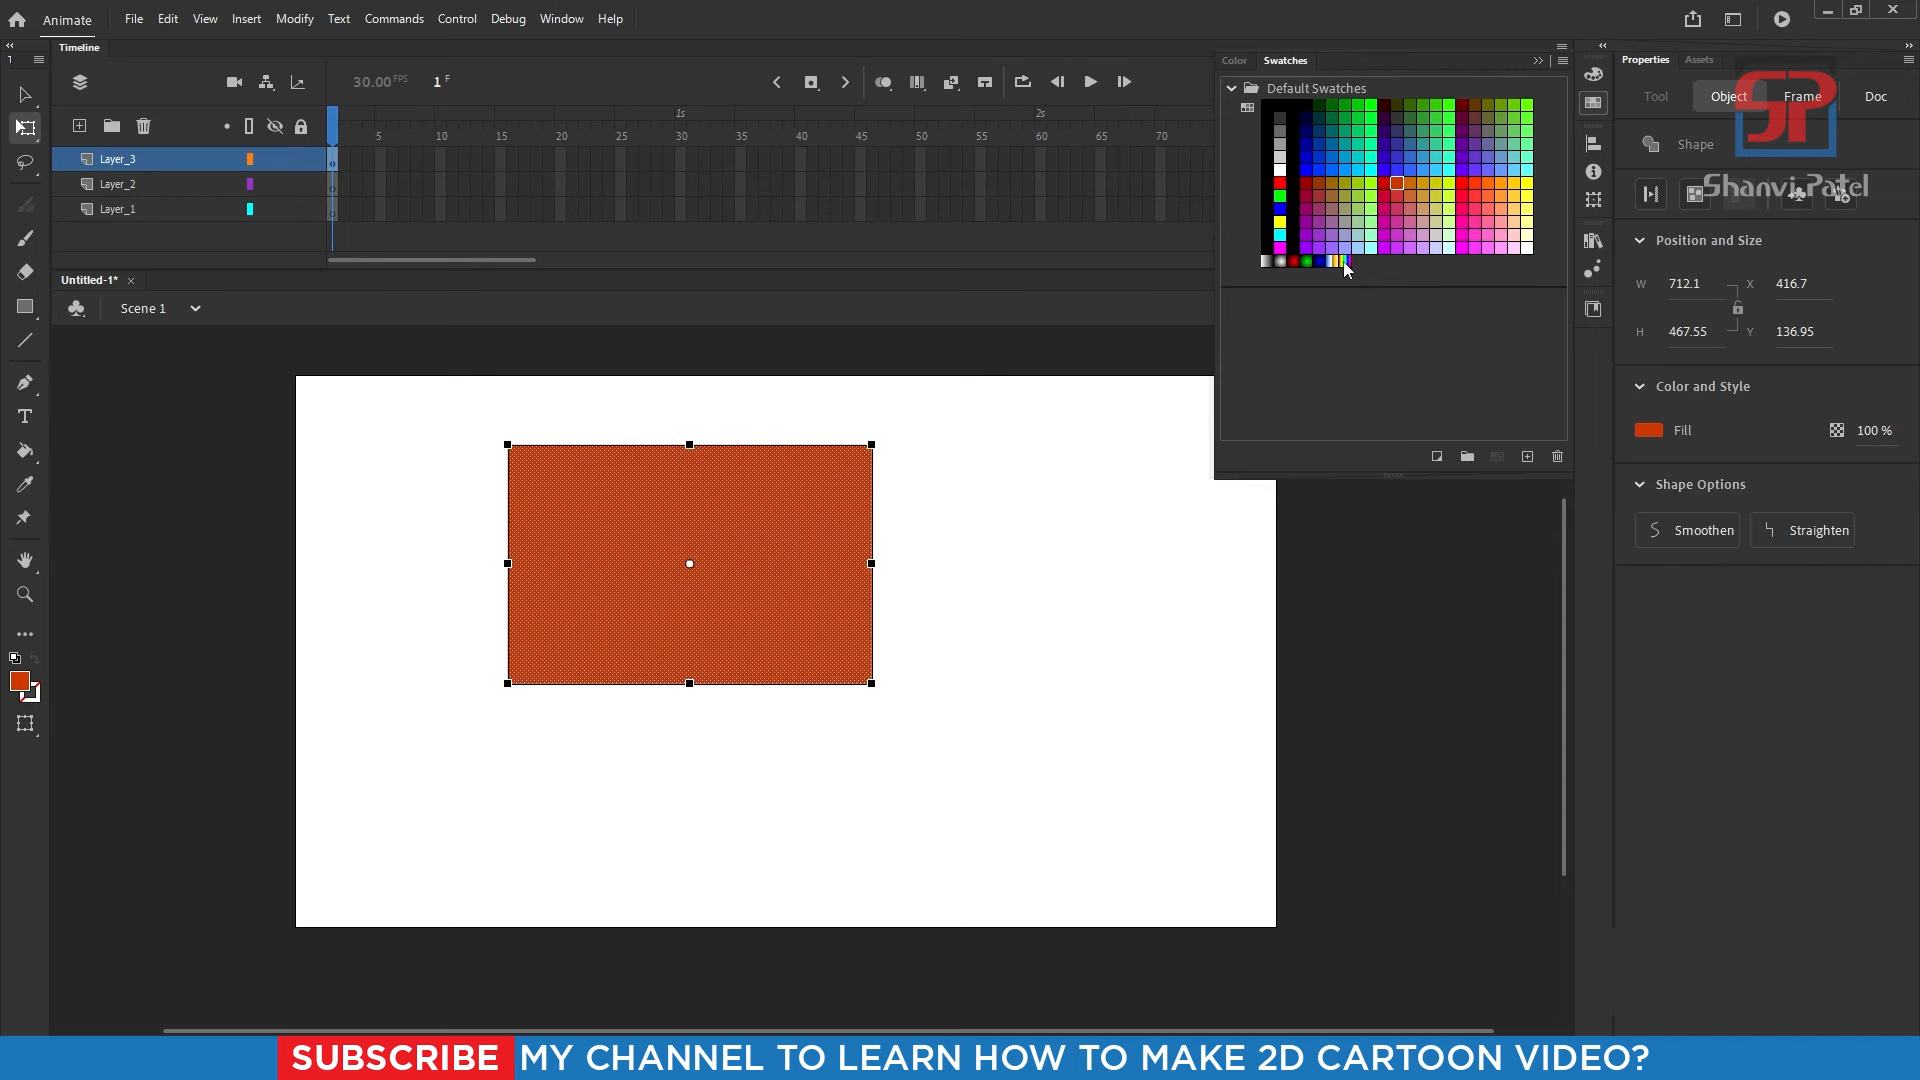 Animate File Edit View Insert Modify Text Commands Control Debug Window Help
Timeline
Color Swatches
Properties Assets
30.00 FPS 1 F
Default Swatches
Tool Object Frame Doc
1s 2s
5 10 15 20 25 30 35 40 45 50 55 60 65 70
Shape
Layer_3
Layer_2
Layer_1
Shanvi Patel
Position and Size
Untitled-1*
W 712.1 X 416.7
Scene 1
H 467.55 Y 136.95
Color and Style
Fill 100 %
Shape Options
Smoothen Straighten
SUBSCRIBE MY CHANNEL TO LEARN HOW TO MAKE 2D CARTOON VIDEO?